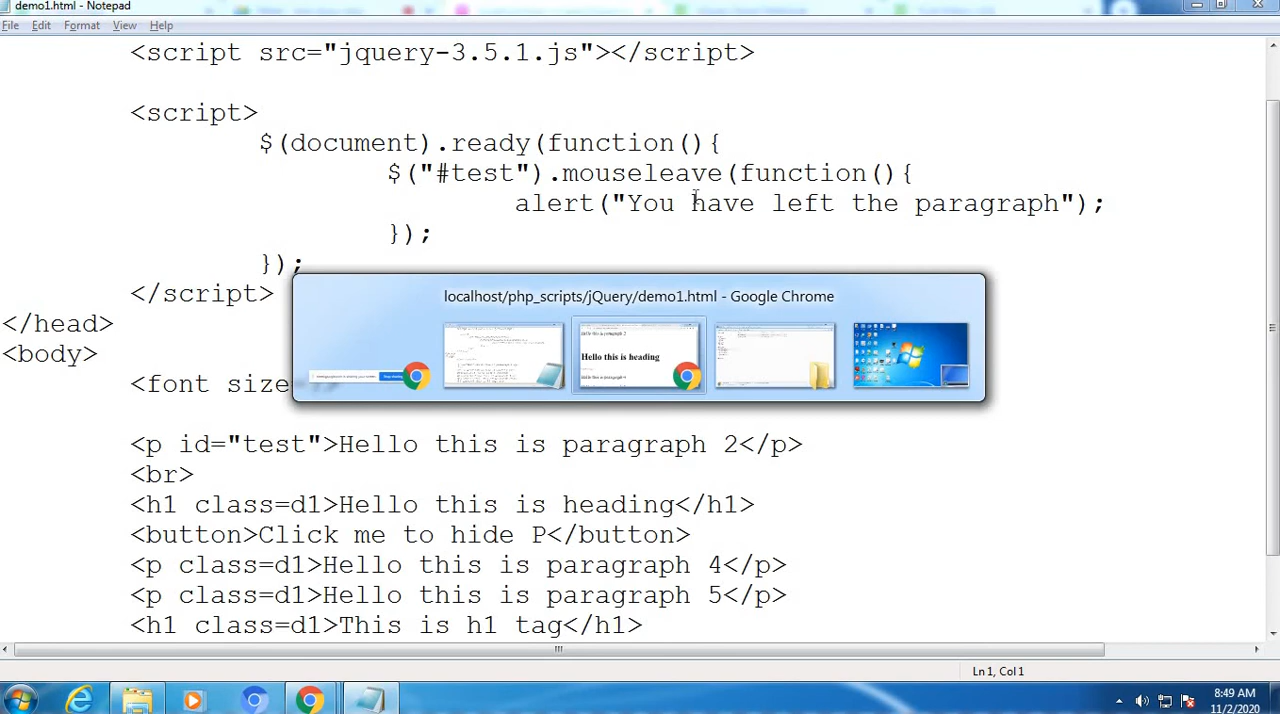 demo1.html - Notepad
File Edit Format View Help
<script src="jquery-3.5.1.js"></script>
<script>
$(document).ready(function(){
$("#test").mouseleave(function(){
alert("You have left the paragraph");
});
});
</script>
</head>
<body>
<font size
localhost/php_scripts/jQuery/demo1.html - Google Chrome
Hello this is paragraph 2
Hello this is heading
<p id="test">Hello this is paragraph 2</p>
<br>
<h1 class=d1>Hello this is heading</h1>
<button>Click me to hide P</button>
<p class=d1>Hello this is paragraph 4</p>
<p class=d1>Hello this is paragraph 5</p>
<h1 class=d1>This is h1 tag</h1>
Ln 1, Col 1
8:49 AM
11/2/2020